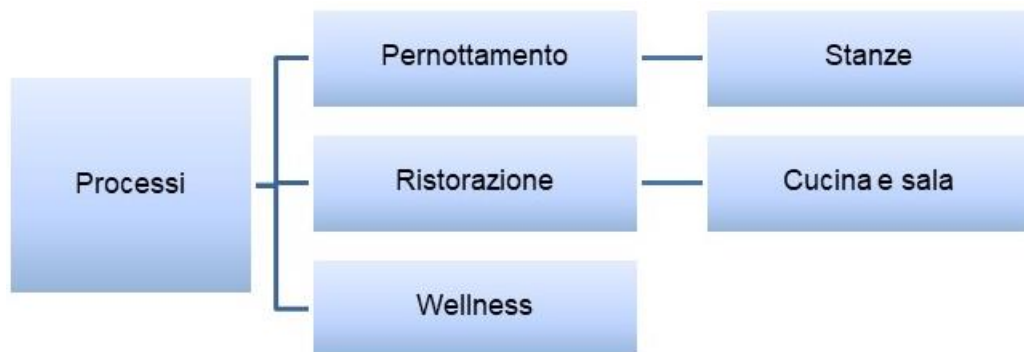 Processi
Pernottamento
Stanze
Ristorazione
Cucina e sala
Wellness